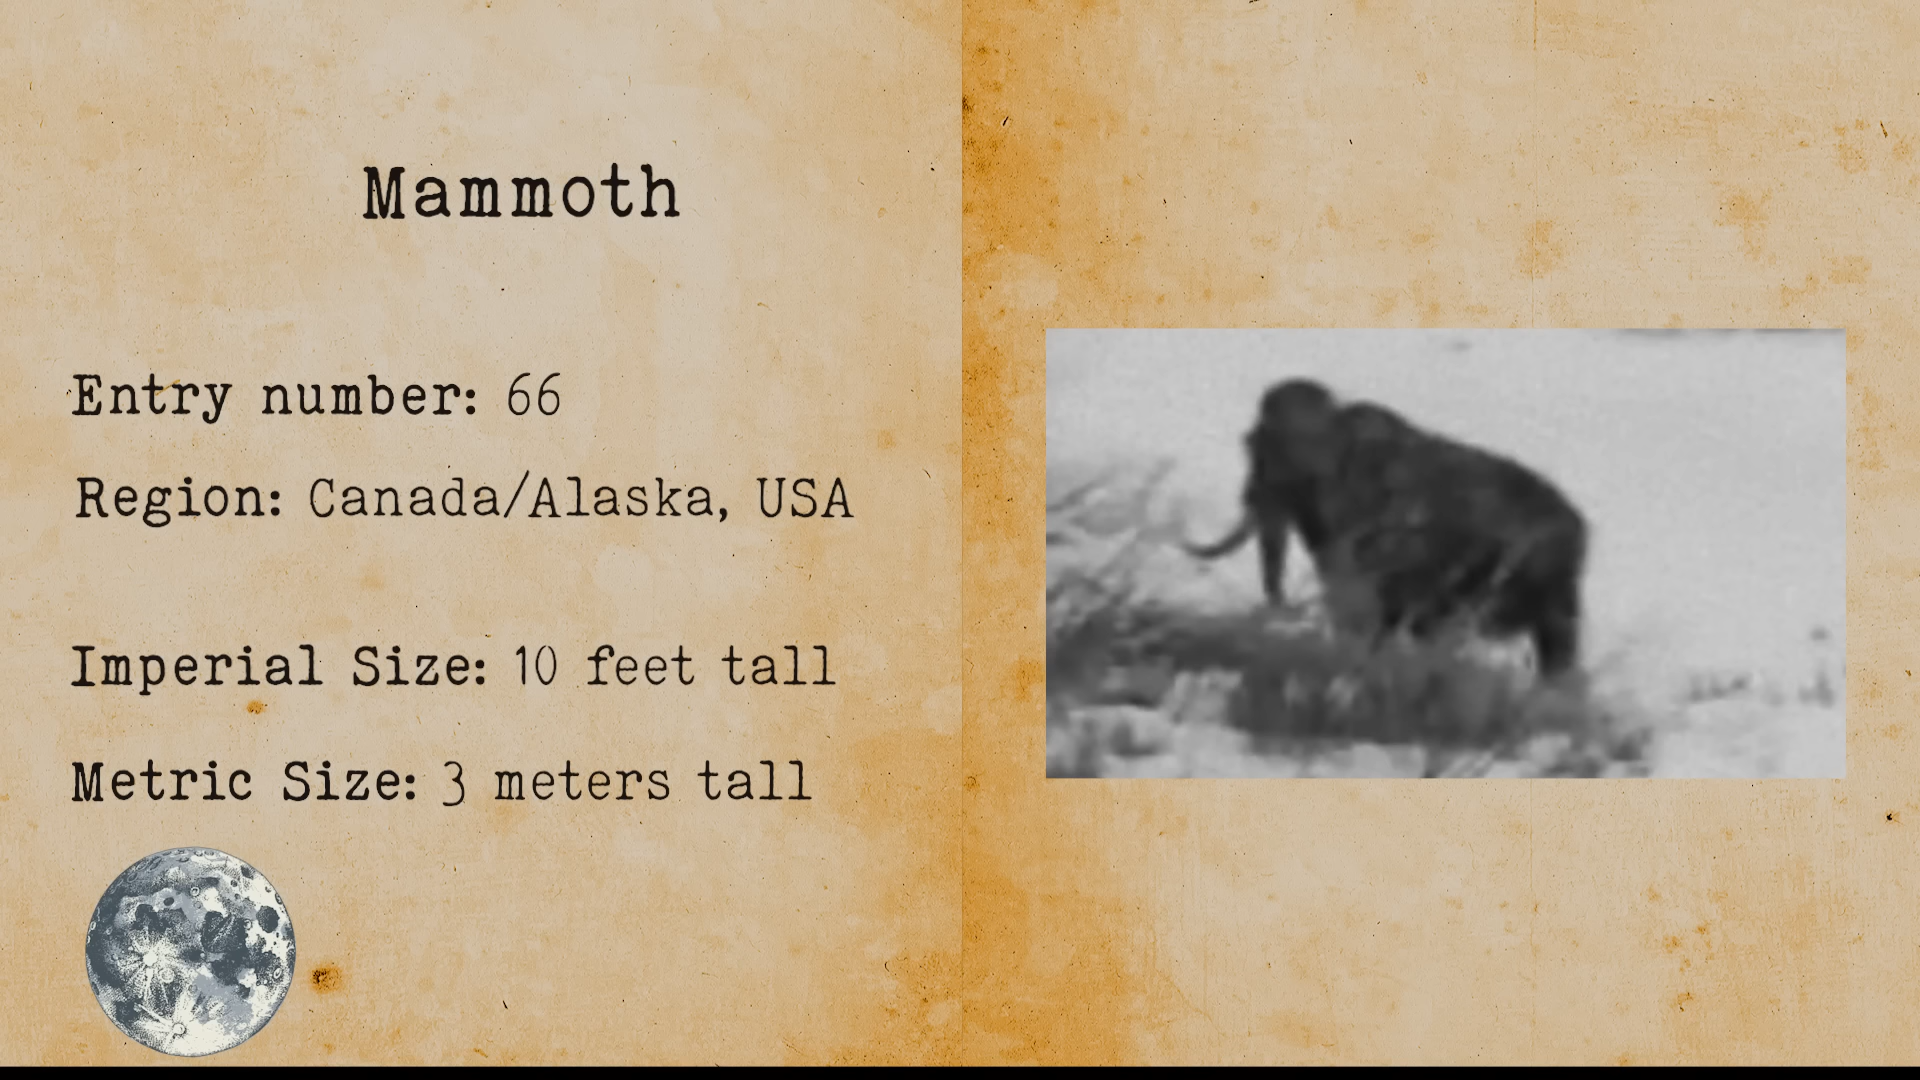 Mammoth
Entry number: 66
Region: Canada/Alaska, USA
Imperial Size: 10 feet tall
Metric Size: 3 meters tall